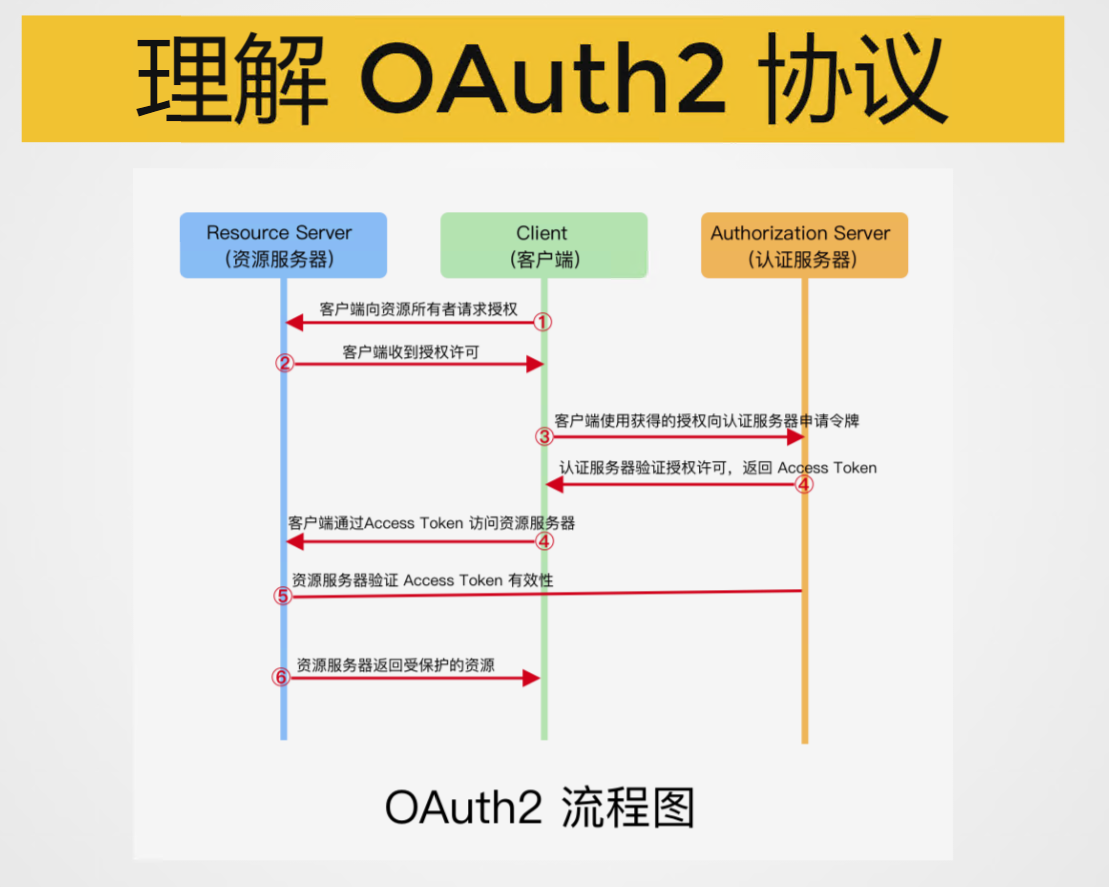 理解 OAuth2 协议
Resource Server
(资源服务器)
Client
(客户端)
Authorization Server
(认证服务器)
客户端向资源所有者请求授权
①
②
客户端收到授权许可
客户端使用获得的授权向认证服务器申请令牌
③
认证服务器验证授权许可，返回 Access Token
④
客户端通过Access Token 访问资源服务器
④
资源服务器验证 Access Token 有效性
⑤
资源服务器返回受保护的资源
⑥
OAuth2 流程图